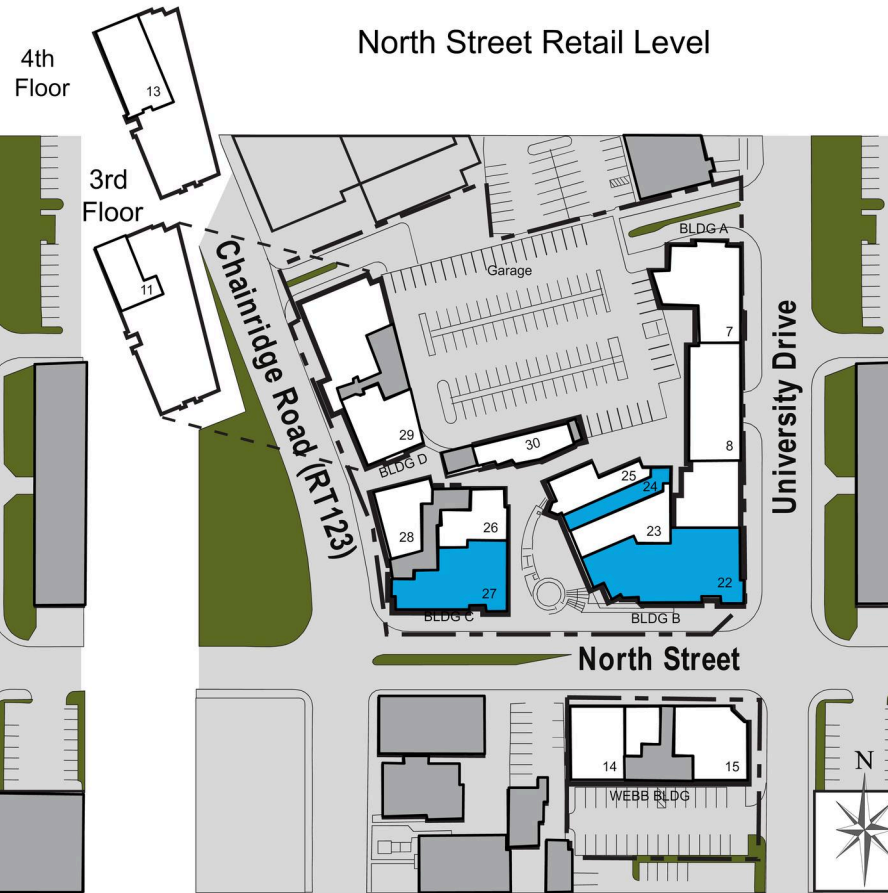 North Street Retail Level
4th
Floor
13
3rd
Floor
11
BLDG A
Garage
Chainridge Road (RT123)
University Drive
7
29
30
8
BLDG D
25
24
28
26
23
27
22
BLDG C
BLDG B
North Street
14
15
WEBB BLDG
N